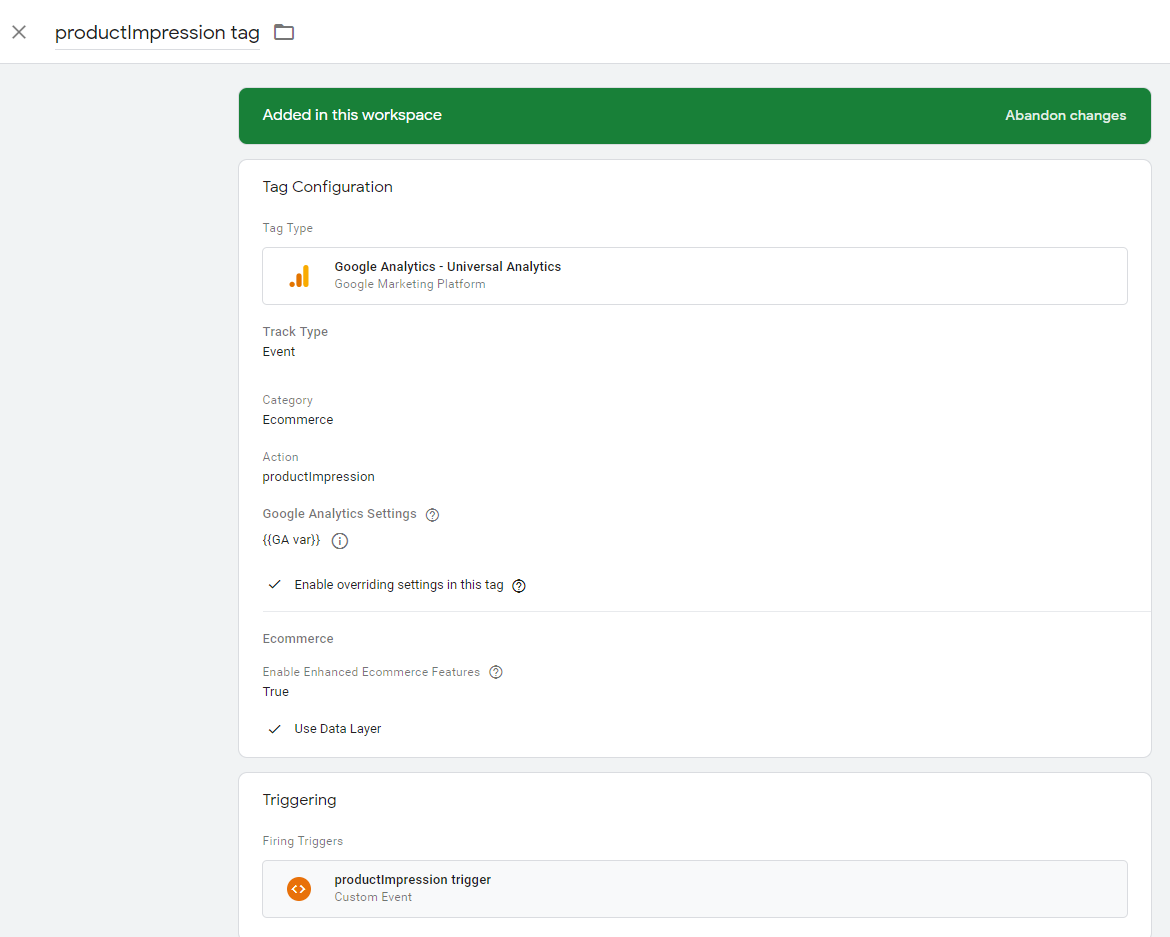 productImpression tag
Added in this workspace
Abandon changes
Tag Configuration
Tag Type
Google Analytics - Universal Analytics
Google Marketing Platform
Track Type
Event
Category
Ecommerce
Action
productImpression
Google Analytics Settings
{{GA var}}
Enable overriding settings in this tag
Ecommerce
Enable Enhanced Ecommerce Features
True
Use Data Layer
Triggering
Firing Triggers
productImpression trigger
Custom Event